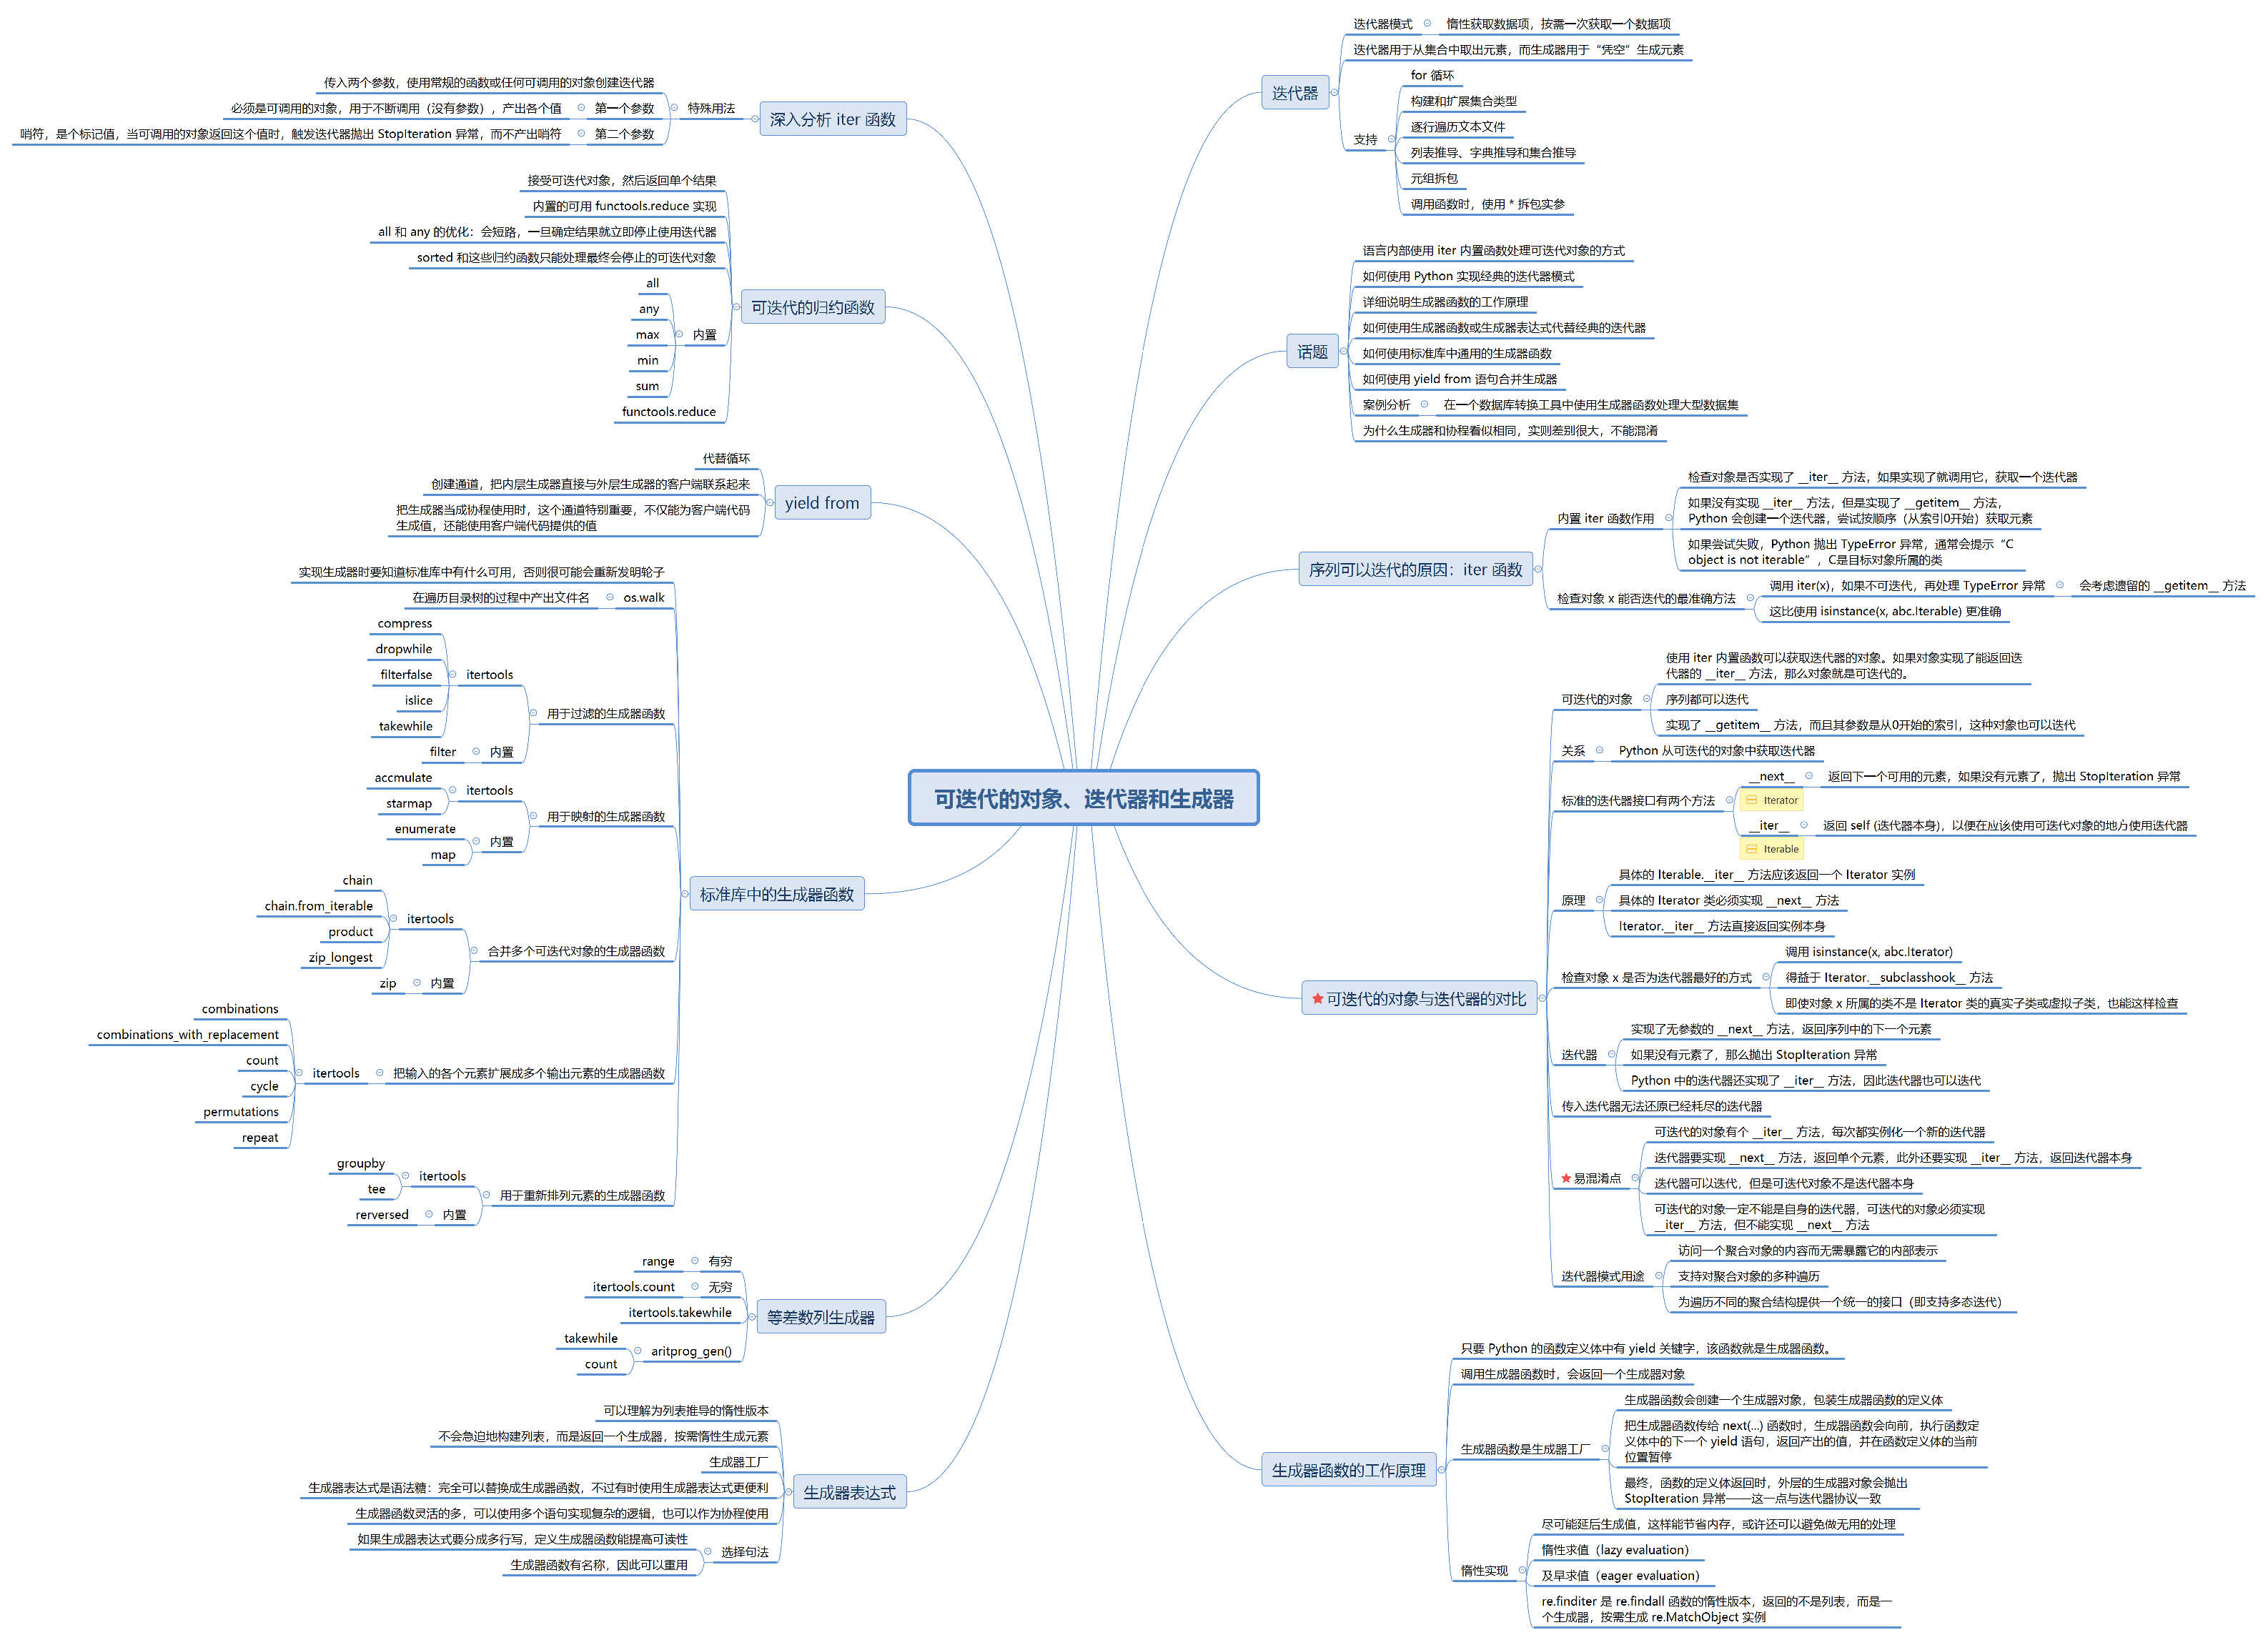 可迭代的对象、迭代器和生成器
迭代器
迭代器模式
惰性获取数据项，按需一次获取一个数据项
迭代器用于从集合中取出元素，而生成器用于“凭空”生成元素
支持
for 循环
构建和扩展集合类型
逐行遍历文本文件
列表推导、字典推导和集合推导
元组拆包
调用函数时，使用 * 拆包实参
话题
语言内部使用 iter 内置函数处理可迭代对象的方式
如何使用 Python 实现经典的迭代器模式
详细说明生成器函数的工作原理
如何使用生成器函数或生成器表达式代替经典的迭代器
如何使用标准库中通用的生成器函数
如何使用 yield from 语句合并生成器
案例分析
在一个数据库转换工具中使用生成器函数处理大型数据集
为什么生成器和协程看似相同，实则差别很大，不能混淆
序列可以迭代的原因：iter 函数
内置 iter 函数作用
检查对象是否实现了 __iter__ 方法，如果实现了就调用它，获取一个迭代器
如果没有实现 __iter__ 方法，但是实现了 __getitem__ 方法，
Python 会创建一个迭代器，尝试按顺序（从索引0开始）获取元素
如果尝试失败，Python 抛出 TypeError 异常，通常会提示“C
object is not iterable”，C是目标对象所属的类
检查对象 x 能否迭代的最准确方法
调用 iter(x)，如果不可迭代，再处理 TypeError 异常
会考虑遗留的 __getitem__ 方法
这比使用 isinstance(x, abc.Iterable) 更准确
可迭代的对象与迭代器的对比
可迭代的对象
使用 iter 内置函数可以获取迭代器的对象。如果对象实现了能返回迭
代器的 __iter__ 方法，那么对象就是可迭代的。
序列都可以迭代
实现了 __getitem__ 方法，而且其参数是从0开始的索引，这种对象也可以迭代
关系
Python 从可迭代的对象中获取迭代器
标准的迭代器接口有两个方法
__next__
返回下一个可用的元素，如果没有元素了，抛出 StopIteration 异常
Iterator
__iter__
返回 self (迭代器本身)，以便在应该使用可迭代对象的地方使用迭代器
Iterable
原理
具体的 Iterable.__iter__ 方法应该返回一个 Iterator 实例
具体的 Iterator 类必须实现 __next__ 方法
Iterator.__iter__ 方法直接返回实例本身
检查对象 x 是否为迭代器最好的方式
调用 isinstance(x, abc.Iterator)
得益于 Iterator.__subclasshook__ 方法
即使对象 x 所属的类不是 Iterator 类的真实子类或虚拟子类，也能这样检查
迭代器
实现了无参数的 __next__ 方法，返回序列中的下一个元素
如果没有元素了，那么抛出 StopIteration 异常
Python 中的迭代器还实现了 __iter__ 方法，因此迭代器也可以迭代
传入迭代器无法还原已经耗尽的迭代器
易混淆点
可迭代的对象有个 __iter__ 方法，每次都实例化一个新的迭代器
迭代器要实现 __next__ 方法，返回单个元素，此外还要实现 __iter__ 方法，返回迭代器本身
迭代器可以迭代，但是可迭代对象不是迭代器本身
可迭代的对象一定不能是自身的迭代器，可迭代的对象必须实现
__iter__ 方法，但不能实现 __next__ 方法
迭代器模式用途
访问一个聚合对象的内容而无需暴露它的内部表示
支持对聚合对象的多种遍历
为遍历不同的聚合结构提供一个统一的接口（即支持多态迭代）
生成器函数的工作原理
只要 Python 的函数定义体中有 yield 关键字，该函数就是生成器函数。
调用生成器函数时，会返回一个生成器对象
生成器函数是生成器工厂
生成器函数会创建一个生成器对象，包装生成器函数的定义体
把生成器函数传给 next(...) 函数时，生成器函数会向前，执行函数定
义体中的下一个 yield 语句，返回产出的值，并在函数定义体的当前
位置暂停
最终，函数的定义体返回时，外层的生成器对象会抛出
StopIteration 异常——这一点与迭代器协议一致
惰性实现
尽可能延后生成值，这样能节省内存，或许还可以避免做无用的处理
惰性求值（lazy evaluation）
及早求值（eager evaluation）
re.finditer 是 re.findall 函数的惰性版本，返回的不是列表，而是一
个生成器，按需生成 re.MatchObject 实例
深入分析 iter 函数
特殊用法
传入两个参数，使用常规的函数或任何可调用的对象创建迭代器
第一个参数
必须是可调用的对象，用于不断调用（没有参数），产出各个值
第二个参数
哨符，是个标记值，当可调用的对象返回这个值时，触发迭代器抛出 StopIteration 异常，而不产出哨符
可迭代的归约函数
接受可迭代对象，然后返回单个结果
内置的可用 functools.reduce 实现
all 和 any 的优化：会短路，一旦确定结果就立即停止使用迭代器
sorted 和这些归约函数只能处理最终会停止的可迭代对象
内置
all
any
max
min
sum
functools.reduce
yield from
代替循环
创建通道，把内层生成器直接与外层生成器的客户端联系起来
把生成器当成协程使用时，这个通道特别重要，不仅能为客户端代码
生成值，还能使用客户端代码提供的值
标准库中的生成器函数
实现生成器时要知道标准库中有什么可用，否则很可能会重新发明轮子
os.walk
在遍历目录树的过程中产出文件名
用于过滤的生成器函数
itertools
compress
dropwhile
filterfalse
islice
takewhile
内置
filter
用于映射的生成器函数
itertools
accmulate
starmap
内置
enumerate
map
合并多个可迭代对象的生成器函数
itertools
chain
chain.from_iterable
product
zip_longest
内置
zip
把输入的各个元素扩展成多个输出元素的生成器函数
itertools
combinations
combinations_with_replacement
count
cycle
permutations
repeat
用于重新排列元素的生成器函数
itertools
groupby
tee
内置
rerversed
等差数列生成器
有穷
range
无穷
itertools.count
itertools.takewhile
aritprog_gen()
takewhile
count
生成器表达式
可以理解为列表推导的惰性版本
不会急迫地构建列表，而是返回一个生成器，按需惰性生成元素
生成器工厂
生成器表达式是语法糖：完全可以替换成生成器函数，不过有时使用生成器表达式更便利
生成器函数灵活的多，可以使用多个语句实现复杂的逻辑，也可以作为协程使用
选择句法
如果生成器表达式要分成多行写，定义生成器函数能提高可读性
生成器函数有名称，因此可以重用